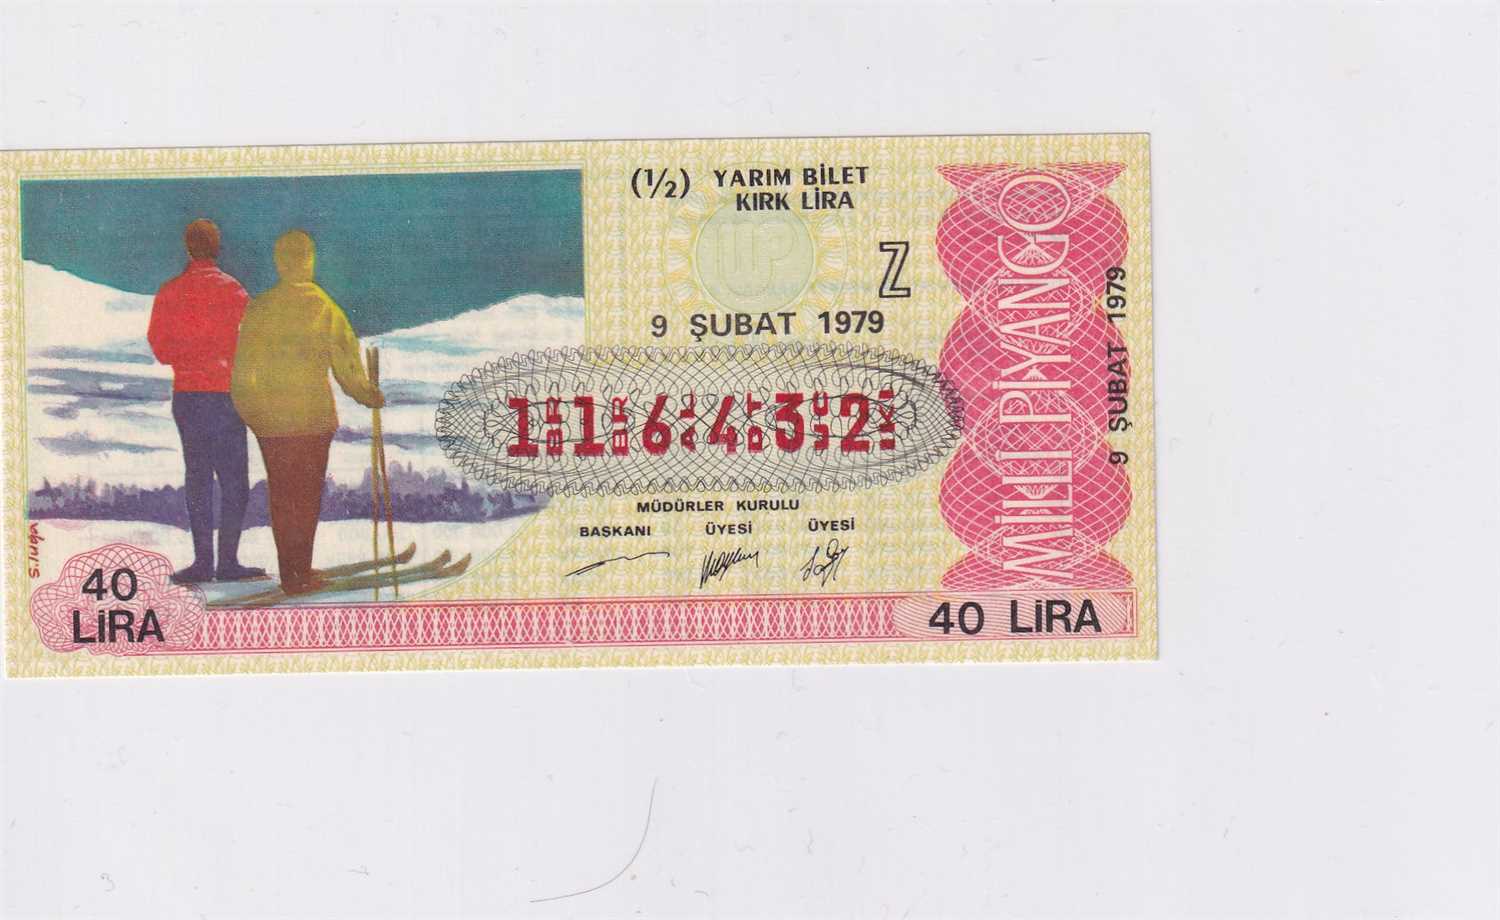 (1/2) YARIM BİLET
KIRK LİRA
Z
9 ŞUBAT 1979
116432
MÜDÜRLER KURULU
BAŞKANI ÜYESİ ÜYESİ
40
LİRA
40 LİRA
MİLLİ PİYANGO
9 ŞUBAT 1979